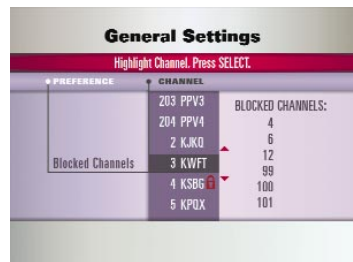 General Settings
Highlight Channel. Press SELECT.
PREFERENCE CHANNEL
203 PPV3
204 PPV4
2 KJKO
Blocked Channels 3 KWFT
4 KSBG
5 KPQX
BLOCKED CHANNELS:
4
6
12
99
100
101